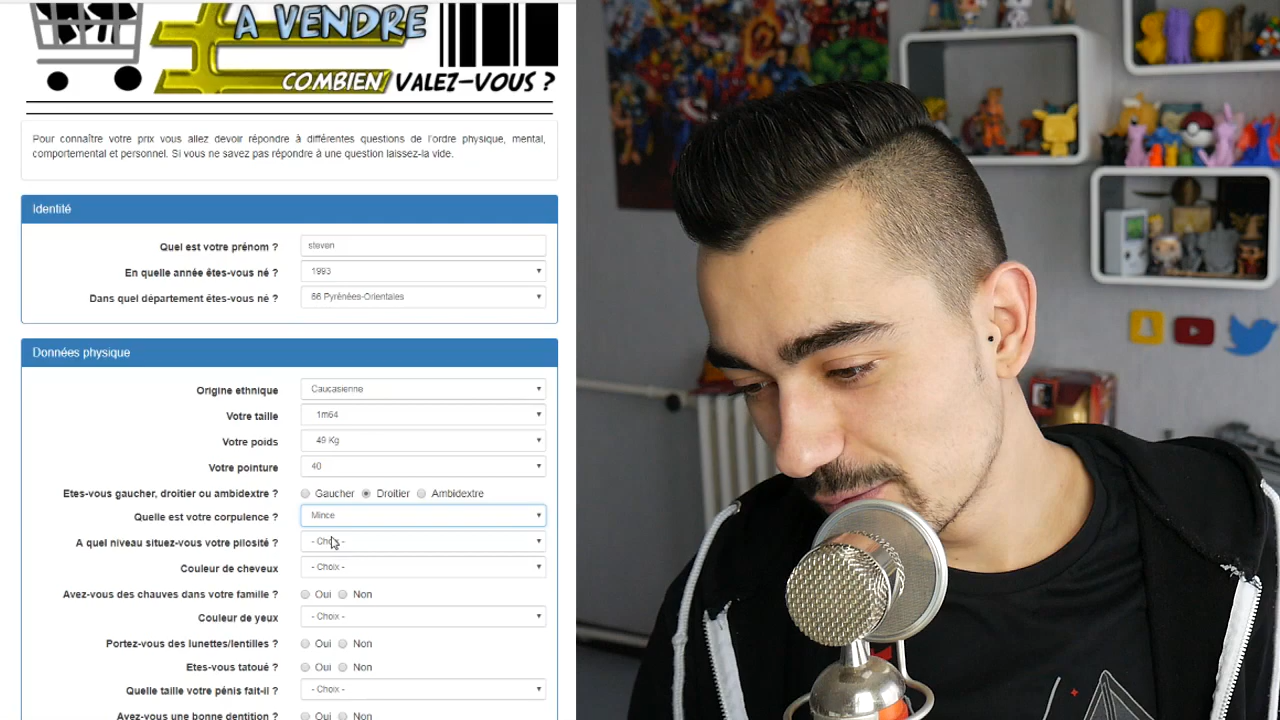 A VENDRE
COMBIEN VALEZ-VOUS ?
Pour connaître votre prix vous allez devoir répondre à différentes questions de l'ordre physique, mental,
comportemental et personnel. Si vous ne savez pas répondre à une question laissez-la vide.
Identité
Quel est votre prénom ? steven
En quelle année êtes-vous né ? 1993
Dans quel département êtes-vous né ? 66 Pyrénées-Orientales
Données physique
Origine ethnique Caucasienne
Votre taille 1m64
Votre poids 49 Kg
Votre pointure 40
Etes-vous gaucher, droitier ou ambidextre ? Gaucher Droitier Ambidextre
Quelle est votre corpulence ? Mince
A quel niveau situez-vous votre pilosité ? - Choix -
Couleur de cheveux - Choix -
Avez-vous des chauves dans votre famille ? Oui Non
Couleur de yeux - Choix -
Portez-vous des lunettes/lentilles ? Oui Non
Etes-vous tatoué ? Oui Non
Quelle taille votre pénis fait-il ? - Choix -
Avez-vous une bonne dentition ? Oui Non